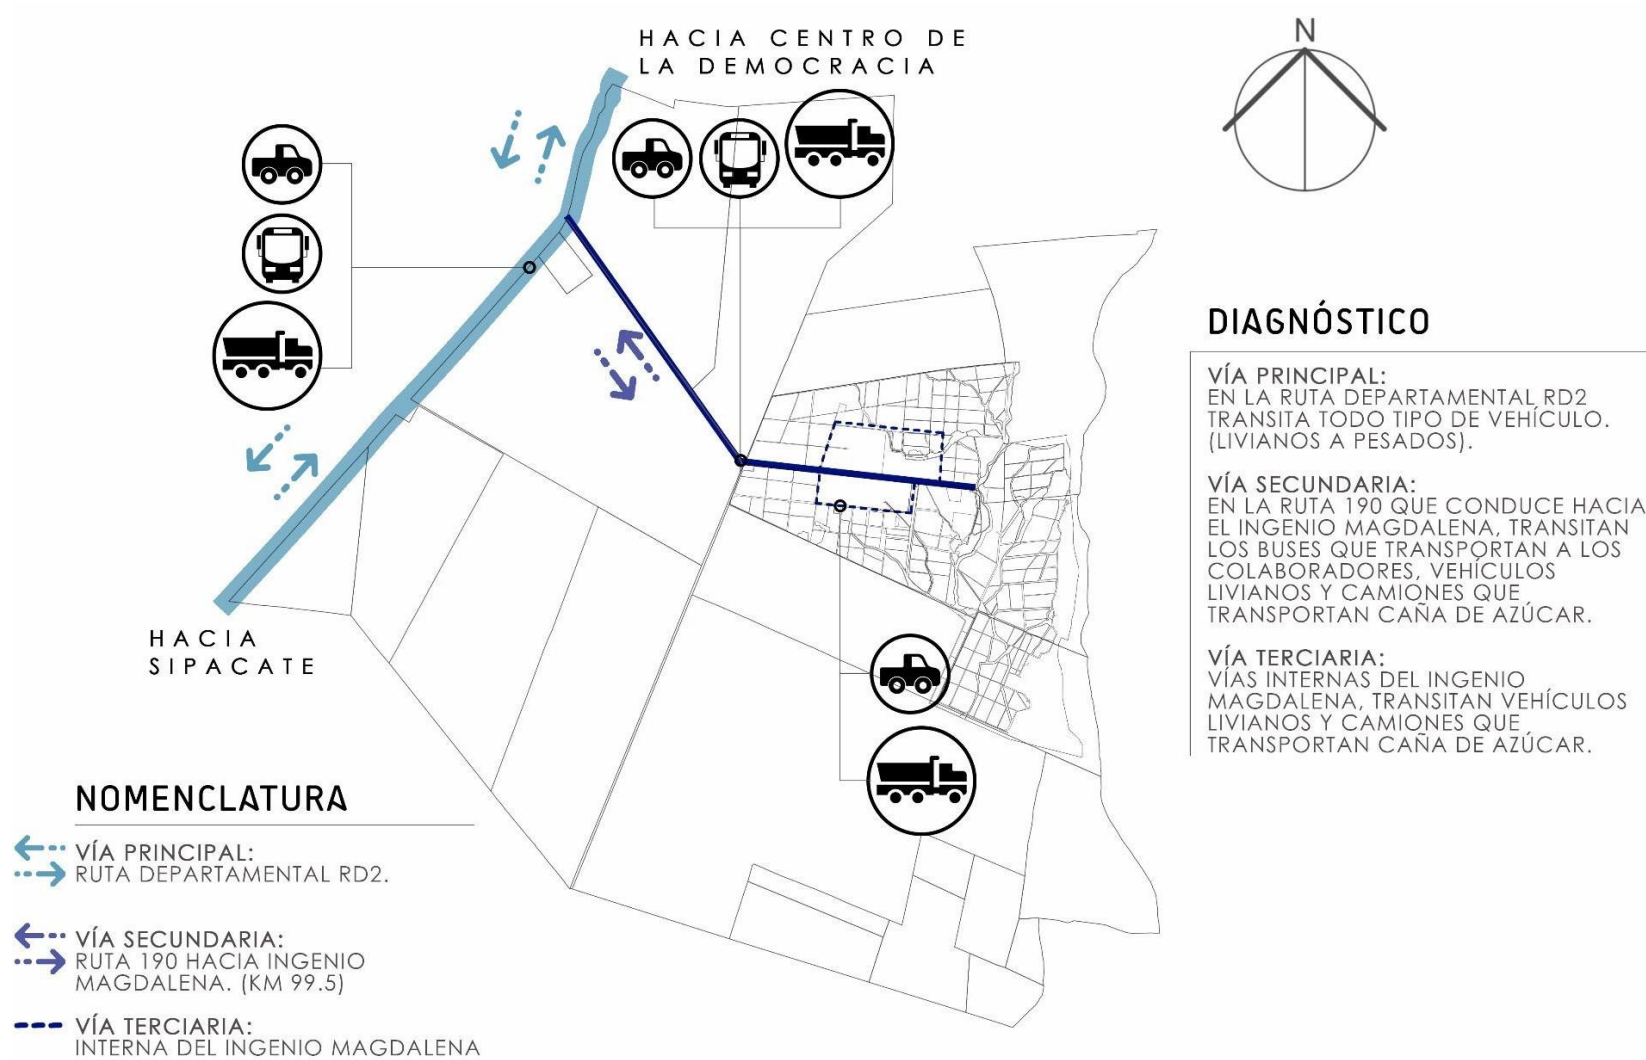 HACIA CENTRO DE
LA DEMOCRACIA
N
HACIA
SIPACATE
DIAGNÓSTICO
VÍA PRINCIPAL:
EN LA RUTA DEPARTAMENTAL RD2
TRANSITA TODO TIPO DE VEHÍCULO.
(LIVIANOS A PESADOS).
VÍA SECUNDARIA:
EN LA RUTA 190 QUE CONDUCE HACIA
EL INGENIO MAGDALENA, TRANSITAN
LOS BUSES QUE TRANSPORTAN A LOS
COLABORADORES, VEHÍCULOS
LIVIANOS Y CAMIONES QUE
TRANSPORTAN CAÑA DE AZÚCAR.
VÍA TERCIARIA:
VÍAS INTERNAS DEL INGENIO
MAGDALENA, TRANSITAN VEHÍCULOS
LIVIANOS Y CAMIONES QUE
TRANSPORTAN CAÑA DE AZÚCAR.
NOMENCLATURA
VÍA PRINCIPAL:
RUTA DEPARTAMENTAL RD2.
VÍA SECUNDARIA:
RUTA 190 HACIA INGENIO
MAGDALENA. (KM 99.5)
VÍA TERCIARIA:
INTERNA DEL INGENIO MAGDALENA